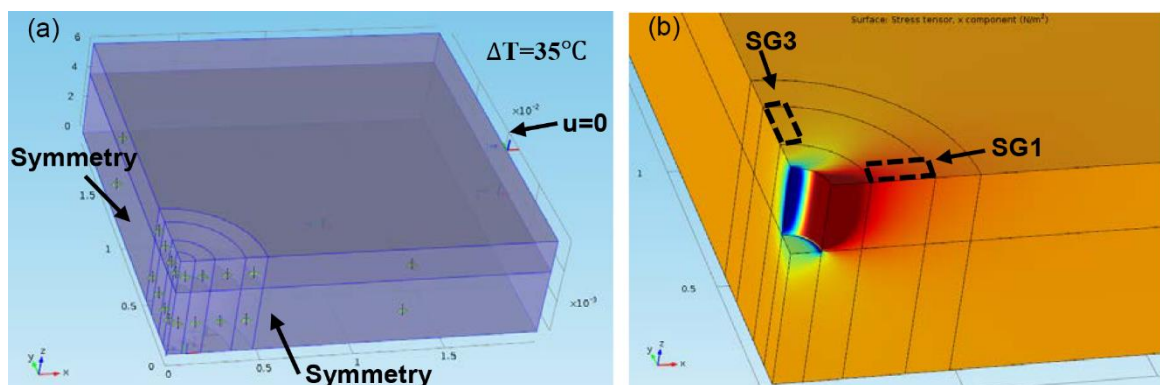 (a)
6
4
2
0
ΔT=35℃
×10⁻²
u=0
Symmetry
1.5
1
0.5
0
0
0.5
1
1.5
×10⁻³
Symmetry
y z x
(b)
Surface: Stress tensor, x component (N/m²)
SG3
SG1
1
0.5
y z x